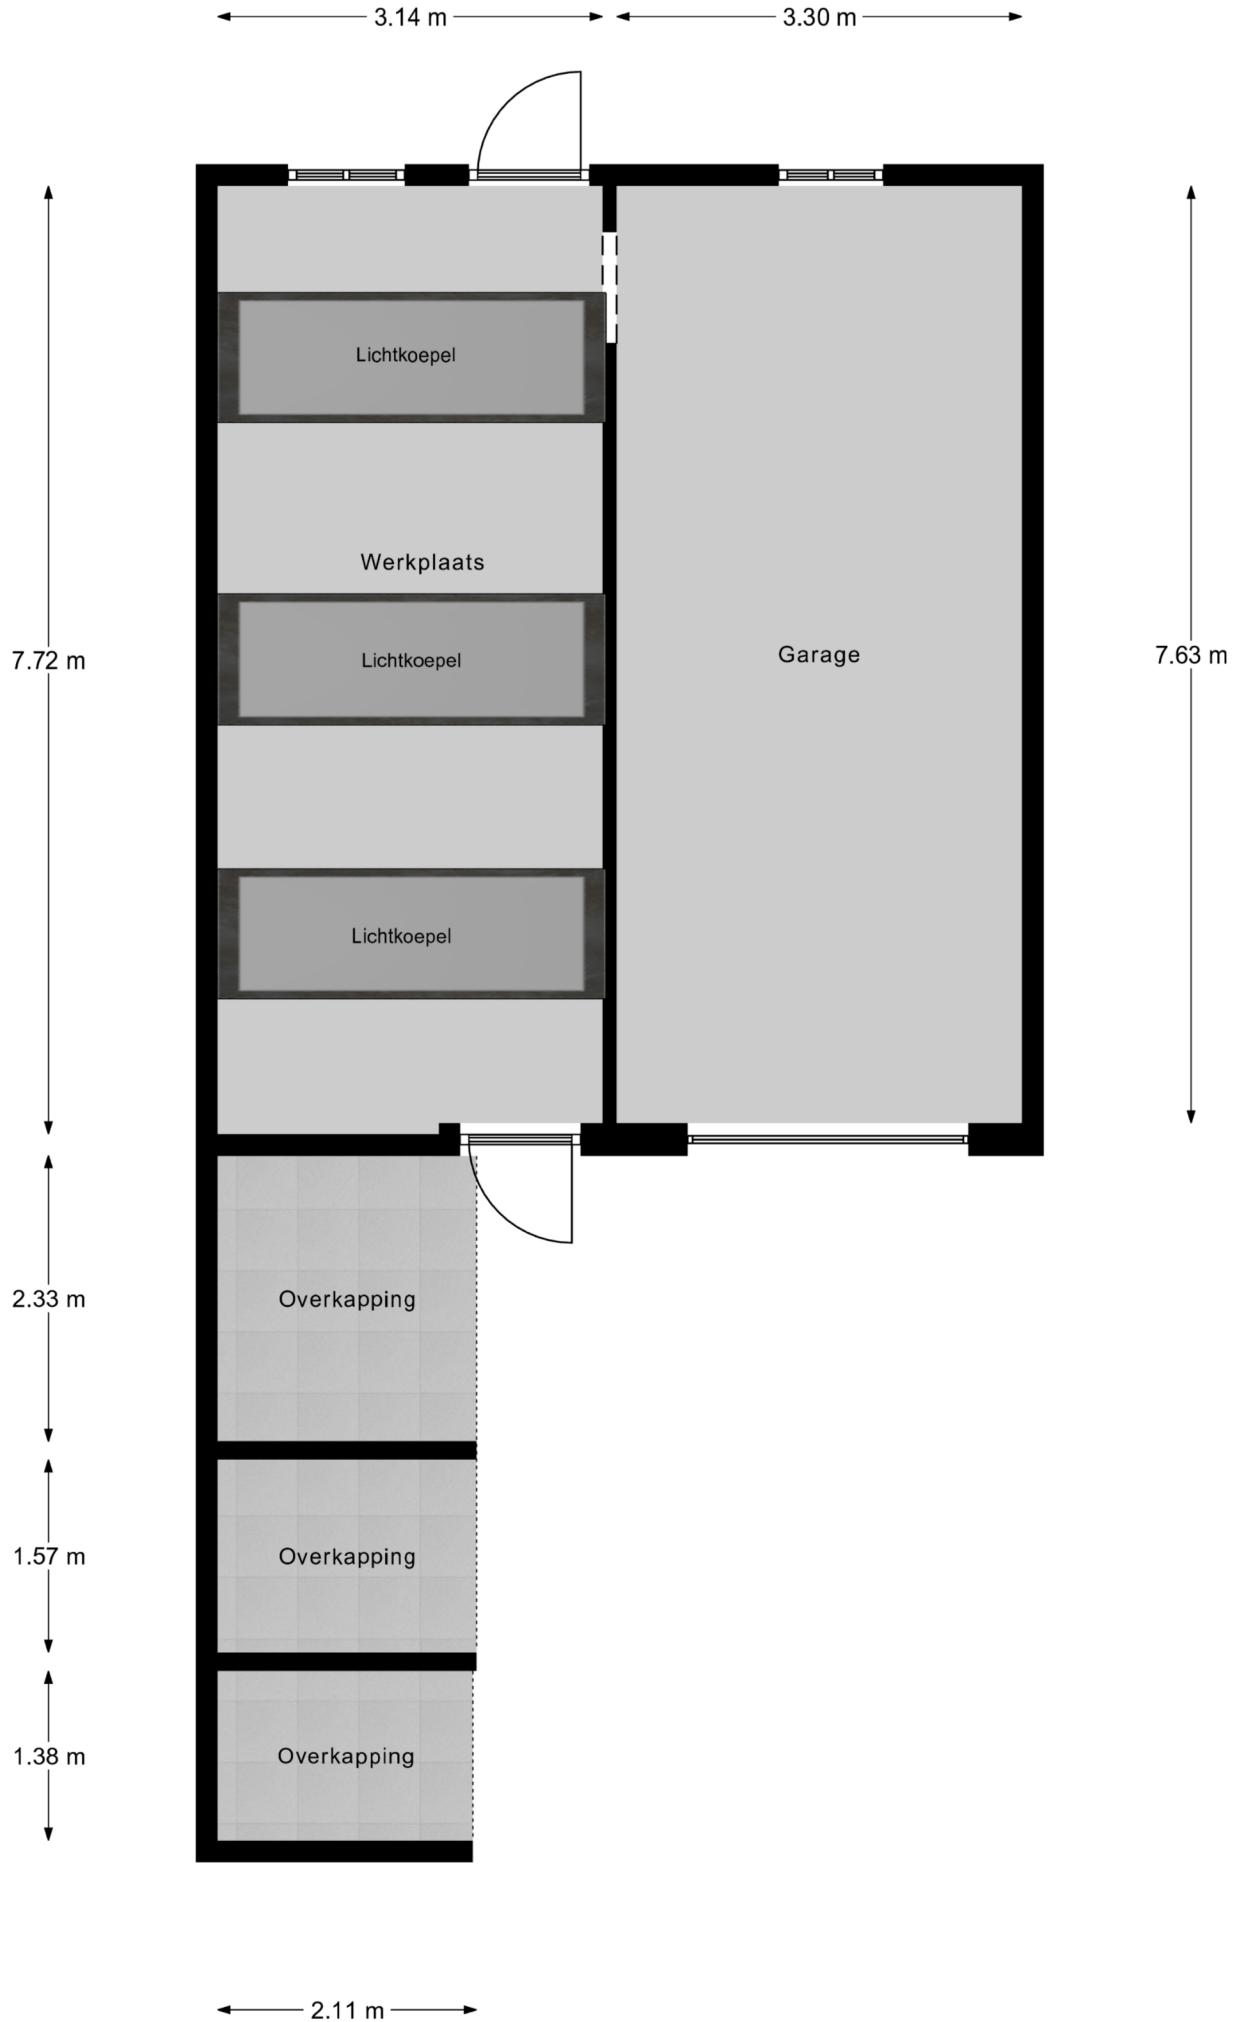 3.14 m
3.30 m
Lichtkoepel
Werkplaats
Lichtkoepel
Garage
7.72 m
7.63 m
Lichtkoepel
2.33 m
Overkapping
1.57 m
Overkapping
1.38 m
Overkapping
2.11 m